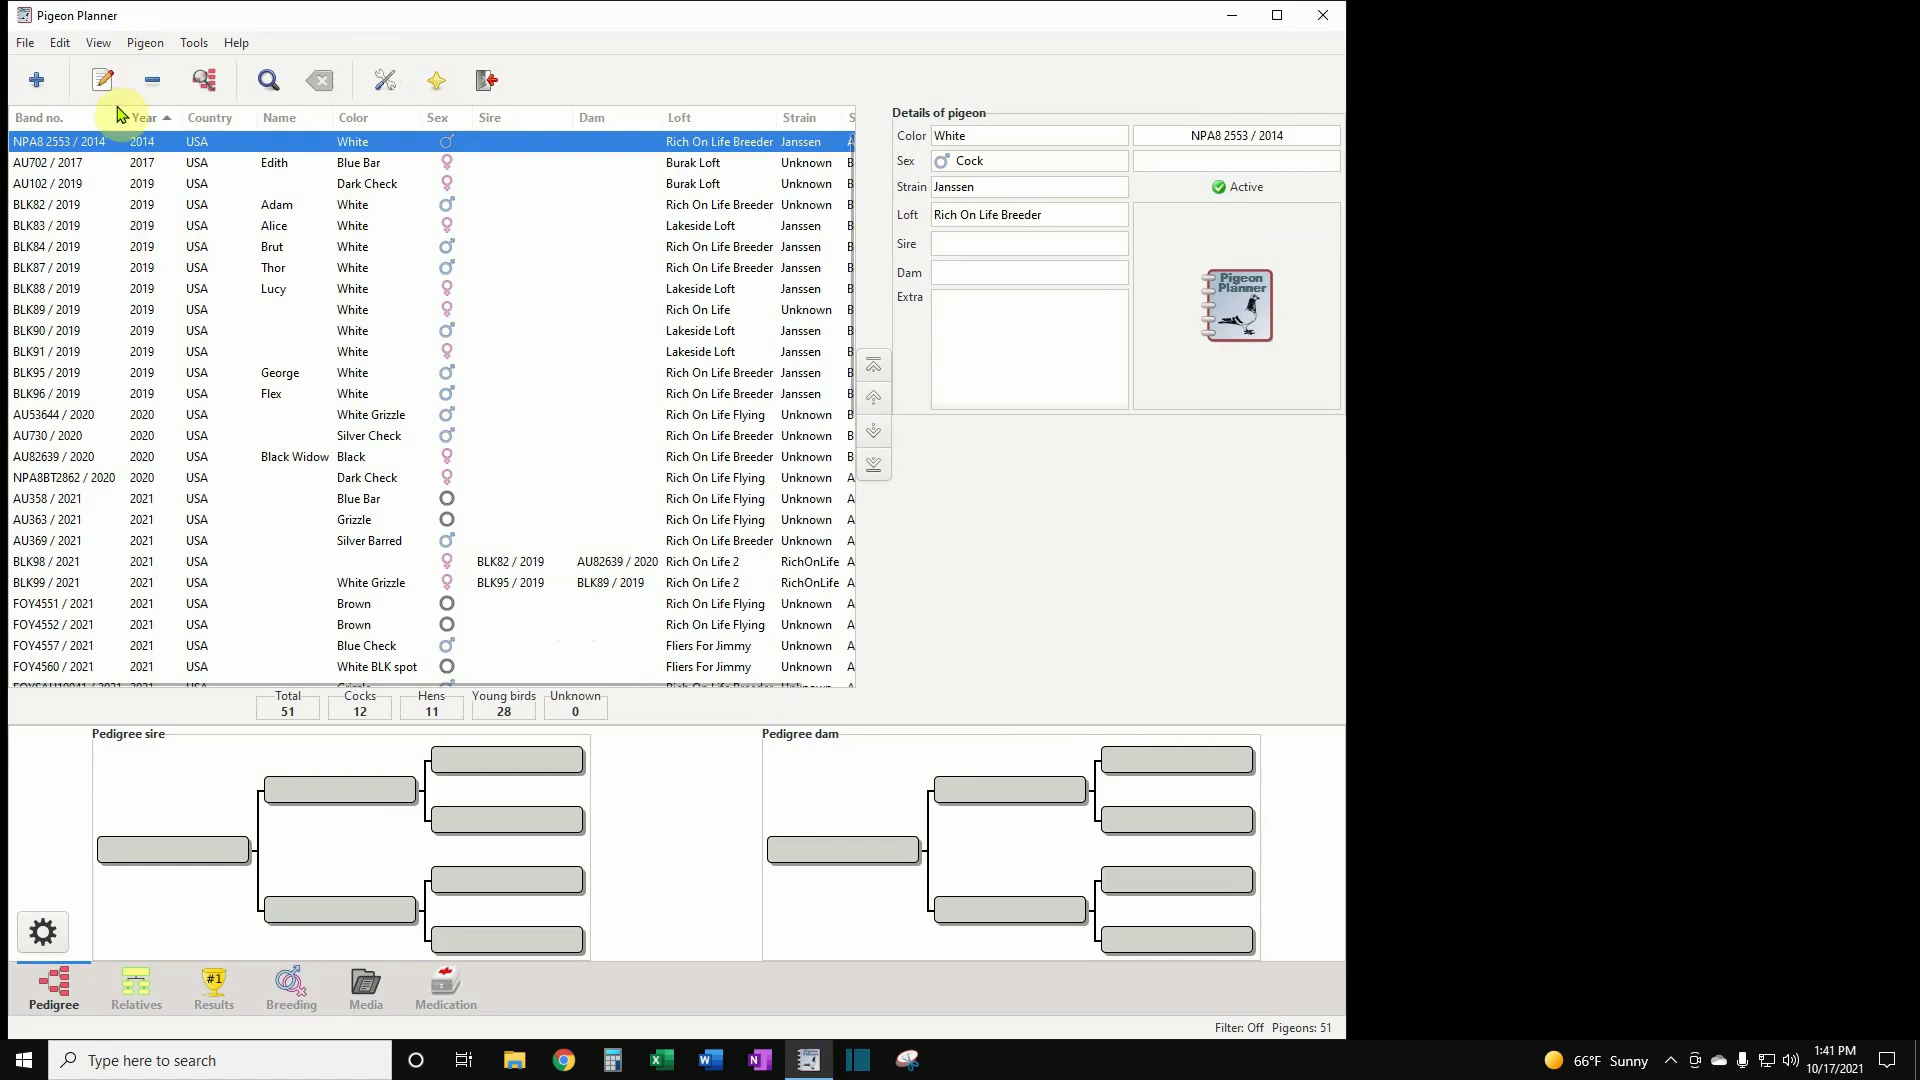 Pigeon Planner
File Edit View Pigeon Tools Help
Band no. Year Country Name Color Sex Sire Dam Loft Strain S
NPA8 2553 / 2014 2014 USA White Rich On Life Breeder Janssen A
AU702 / 2017 2017 USA Edith Blue Bar Burak Loft Unknown B
AU102 / 2019 2019 USA Dark Check Burak Loft Unknown B
BLK82 / 2019 2019 USA Adam White Rich On Life Breeder Janssen B
BLK83 / 2019 2019 USA Alice White Lakeside Loft Janssen B
BLK84 / 2019 2019 USA Brut White Rich On Life Breeder Janssen B
BLK87 / 2019 2019 USA Thor White Rich On Life Breeder Janssen B
BLK88 / 2019 2019 USA Lucy White Lakeside Loft Janssen B
BLK89 / 2019 2019 USA White Rich On Life Unknown B
BLK90 / 2019 2019 USA White Lakeside Loft Janssen B
BLK91 / 2019 2019 USA White Lakeside Loft Janssen B
BLK95 / 2019 2019 USA George White Rich On Life Breeder Janssen B
BLK96 / 2019 2019 USA Flex White Rich On Life Breeder Janssen B
AU53644 / 2020 2020 USA White Grizzle Rich On Life Flying Unknown B
AU730 / 2020 2020 USA Silver Check Rich On Life Breeder Unknown B
AU82639 / 2020 2020 USA Black Widow Black Rich On Life Breeder Unknown B
NPA8BT2862 / 2020 2020 USA Dark Check Rich On Life Flying Unknown A
AU358 / 2021 2021 USA Blue Bar Rich On Life Flying Unknown A
AU363 / 2021 2021 USA Grizzle Rich On Life Flying Unknown A
AU369 / 2021 2021 USA Silver Barred Rich On Life Breeder Unknown A
BLK98 / 2021 2021 USA BLK82 / 2019 AU82639 / 2020 Rich On Life 2 RichOnLife A
BLK99 / 2021 2021 USA White Grizzle BLK95 / 2019 BLK89 / 2019 Rich On Life 2 RichOnLife A
FOY4551 / 2021 2021 USA Brown Rich On Life Flying Unknown A
FOY4552 / 2021 2021 USA Brown Rich On Life Flying Unknown A
FOY4557 / 2021 2021 USA Blue Check Fliers For Jimmy Unknown A
FOY4560 / 2021 2021 USA White BLK spot Fliers For Jimmy Unknown A
Total Cocks Hens Young birds Unknown
51 12 11 28 0
Details of pigeon
Color White NPA8 2553 / 2014
Sex Cock
Strain Janssen Active
Loft Rich On Life Breeder
Sire
Dam
Extra
Pigeon
Planner
Pedigree sire Pedigree dam
#1
Pedigree Relatives Results Breeding Media Medication
Filter: Off Pigeons: 51
Type here to search
66°F Sunny
1:41 PM
10/17/2021